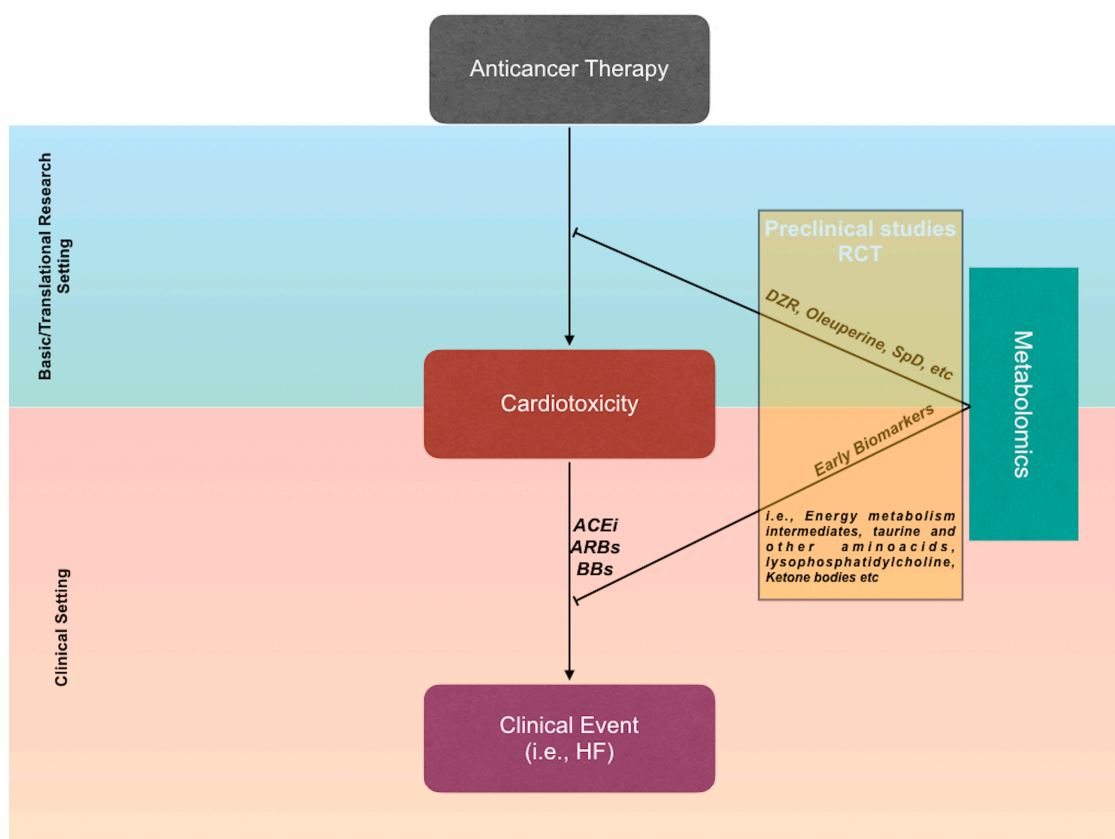 Anticancer Therapy
Basic/Translational Research
Setting
Preclinical studies
RCT
DZR, Oleuperine, SpD, etc
Metabolomics
Cardiotoxicity
Early Biomarkers
i.e., Energy metabolism
intermediates, taurine and
other aminoacids,
lysophosphatidylcholine,
Ketone bodies etc
ACEi
ARBs
BBs
Clinical Setting
Clinical Event
(i.e., HF)